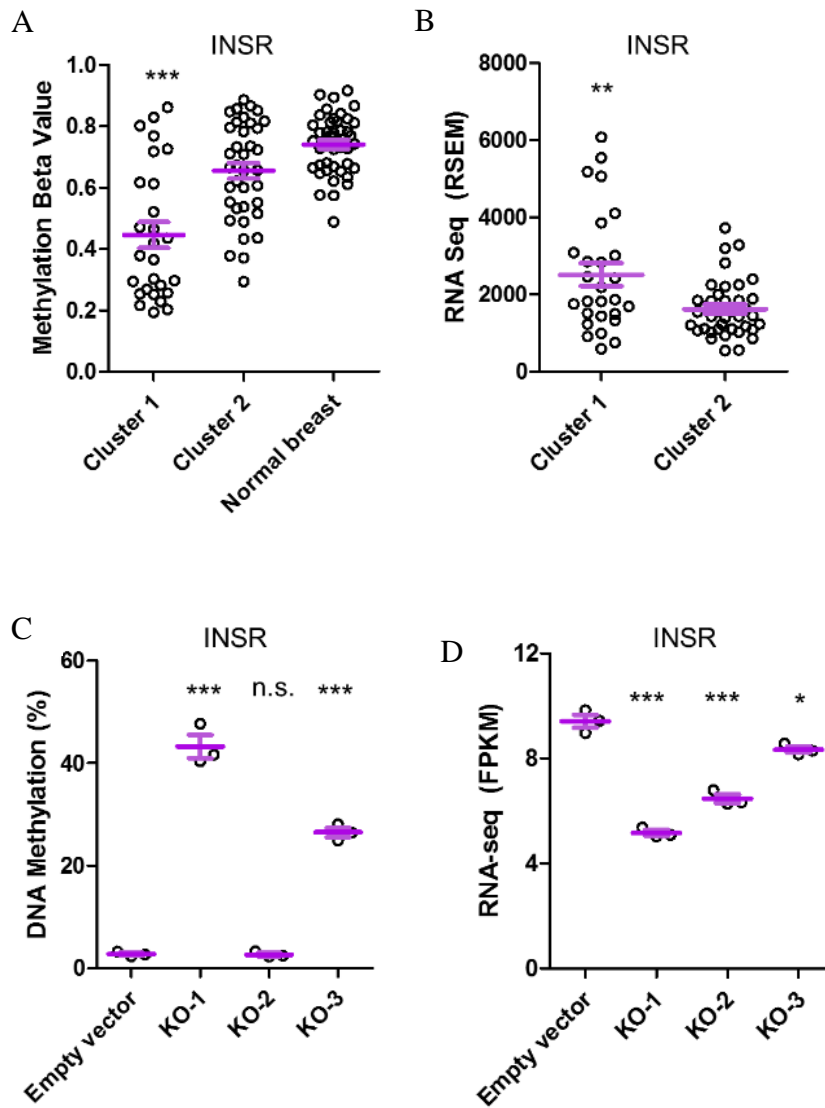 A
INSR
***
Methylation Beta Value
1.0
0.8
0.6
0.4
0.2
0.0
Cluster 1
Cluster 2
Normal breast
B
INSR
**
RNA Seq (RSEM)
8000
6000
4000
2000
0
Cluster 1
Cluster 2
C
INSR
*** n.s. ***
DNA Methylation (%)
60
40
20
0
Empty vector
KO-1
KO-2
KO-3
D
INSR
*** *** *
RNA-seq (FPKM)
12
8
4
0
Empty vector
KO-1
KO-2
KO-3